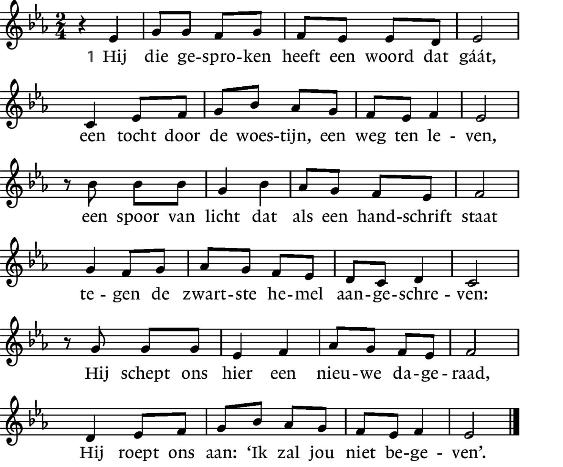 1 Hij die ge-spro-ken heeft een woord dat gáát,
een tocht door de woes-tijn, een weg ten le-ven,
een spoor van licht dat als een hand-schrift staat
te-gen de zwart-ste he-mel aan-ge-schre-ven:
Hij schept ons hier een nieu-we da-ge-raad,
Hij roept ons aan: ‘Ik zal jou niet be-ge-ven’.